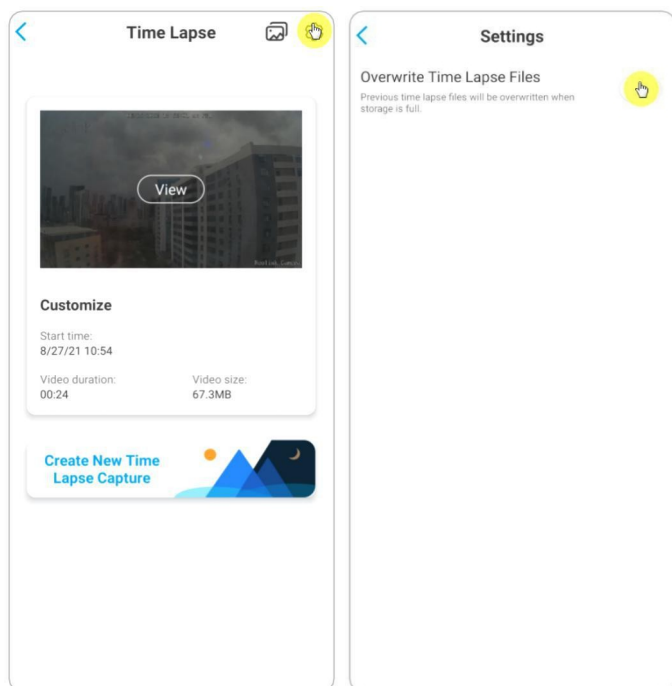 Time Lapse
View
Customize
Start time:
8/27/21 10:54
Video duration:
00:24
Video size:
67.3MB
Create New Time
Lapse Capture
Settings
Overwrite Time Lapse Files
Previous time lapse files will be overwritten when
storage is full.